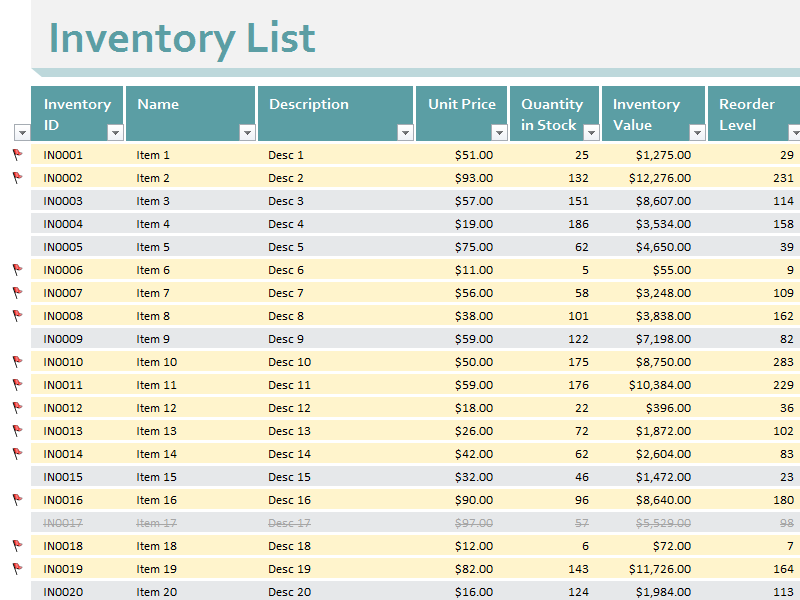 Inventory List
Inventory ID Name Description Unit Price Quantity in Stock Inventory Value Reorder Level
IN0001 Item 1 Desc 1 $51.00 25 $1,275.00 29
IN0002 Item 2 Desc 2 $93.00 132 $12,276.00 231
IN0003 Item 3 Desc 3 $57.00 151 $8,607.00 114
IN0004 Item 4 Desc 4 $19.00 186 $3,534.00 158
IN0005 Item 5 Desc 5 $75.00 62 $4,650.00 39
IN0006 Item 6 Desc 6 $11.00 5 $55.00 9
IN0007 Item 7 Desc 7 $56.00 58 $3,248.00 109
IN0008 Item 8 Desc 8 $38.00 101 $3,838.00 162
IN0009 Item 9 Desc 9 $59.00 122 $7,198.00 82
IN0010 Item 10 Desc 10 $50.00 175 $8,750.00 283
IN0011 Item 11 Desc 11 $59.00 176 $10,384.00 229
IN0012 Item 12 Desc 12 $18.00 22 $396.00 36
IN0013 Item 13 Desc 13 $26.00 72 $1,872.00 102
IN0014 Item 14 Desc 14 $42.00 62 $2,604.00 83
IN0015 Item 15 Desc 15 $32.00 46 $1,472.00 23
IN0016 Item 16 Desc 16 $90.00 96 $8,640.00 180
IN0017 Item 17 Desc 17 $97.00 57 $5,529.00 98
IN0018 Item 18 Desc 18 $12.00 6 $72.00 7
IN0019 Item 19 Desc 19 $82.00 143 $11,726.00 164
IN0020 Item 20 Desc 20 $16.00 124 $1,984.00 113